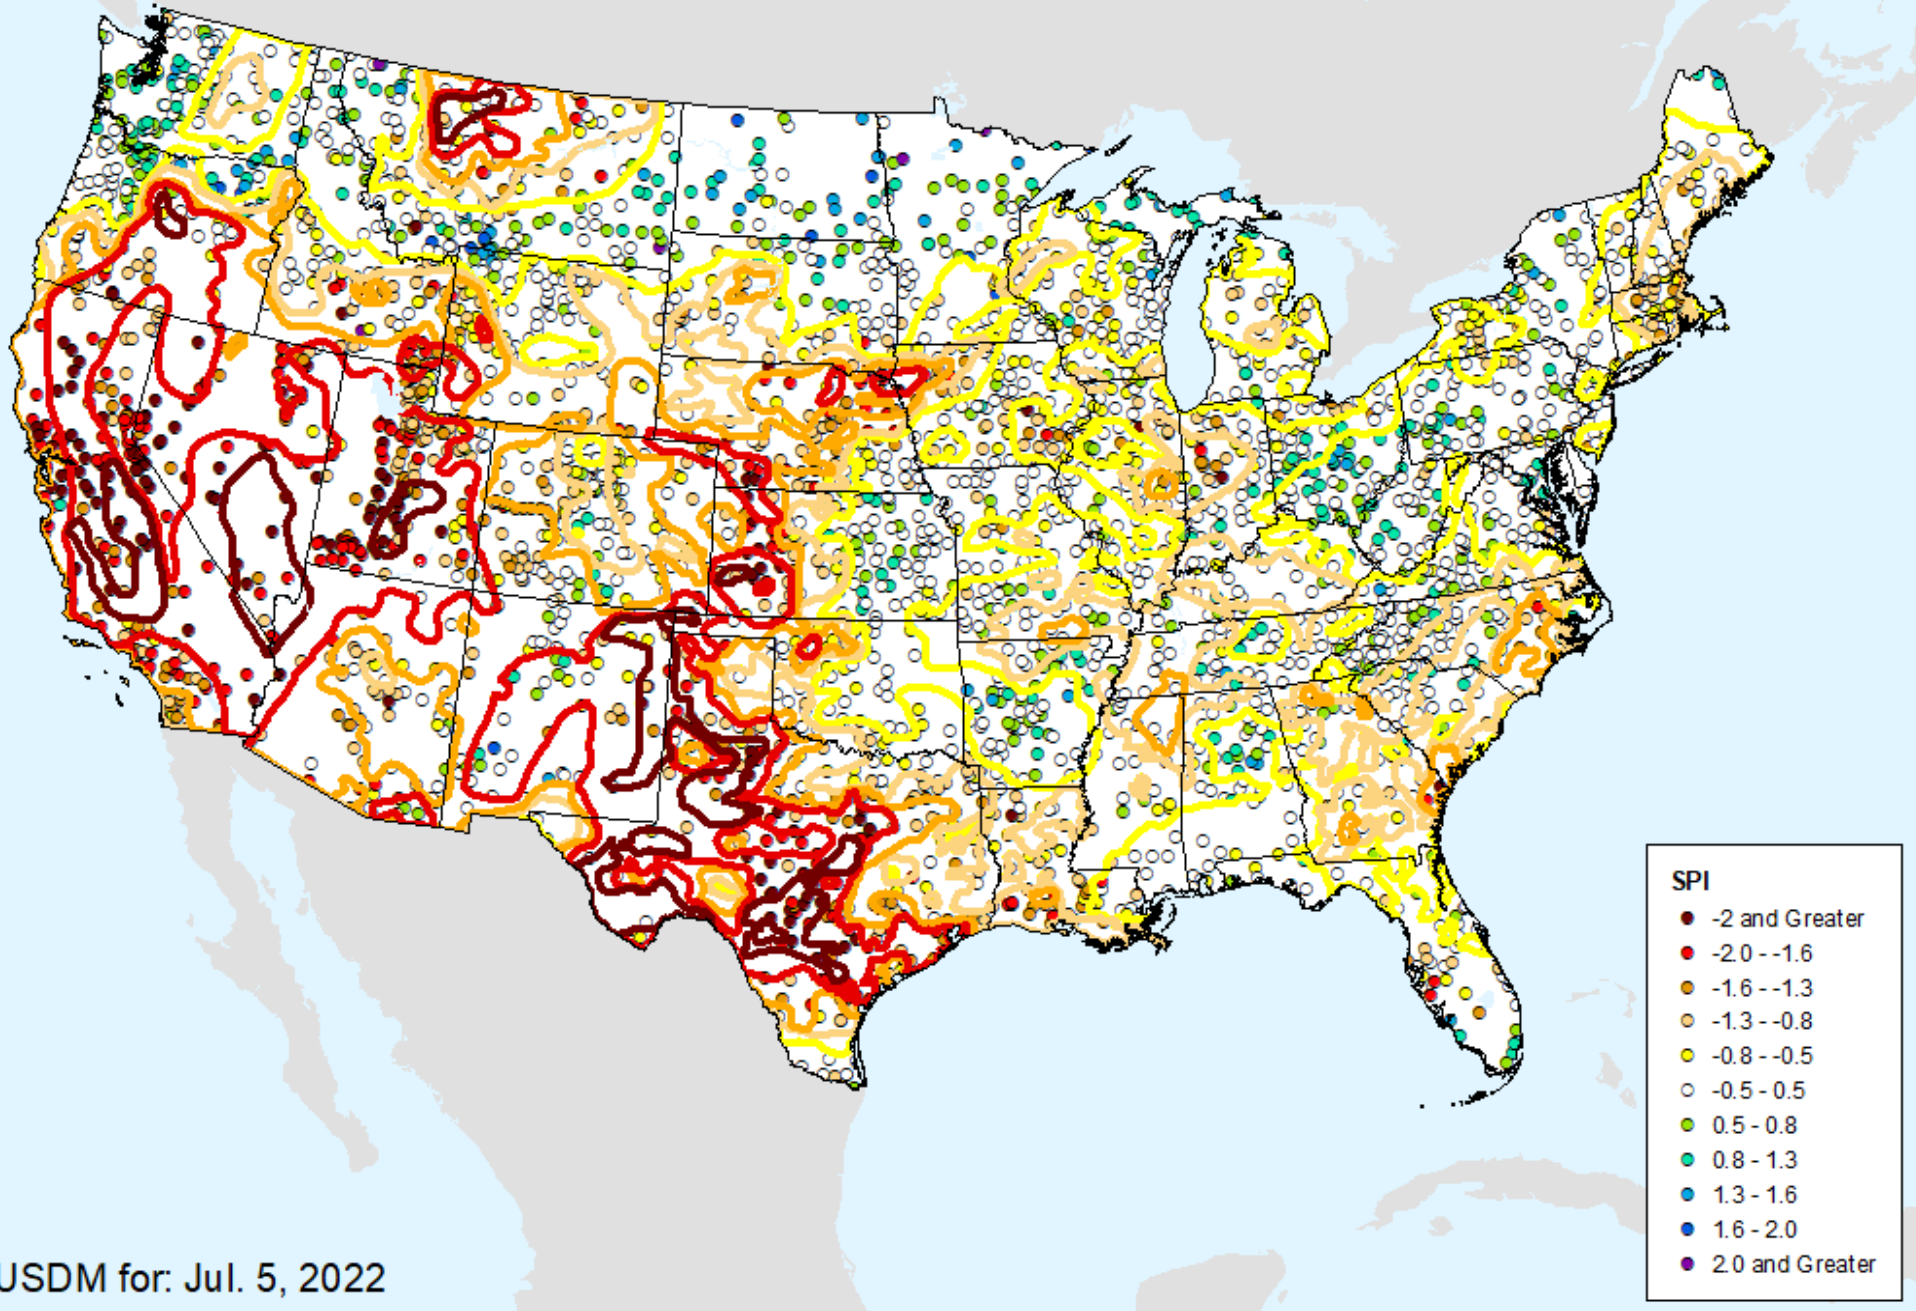 SPI
-2 and Greater
-2.0 - -1.6
-1.6 - -1.3
-1.3 - -0.8
-0.8 - -0.5
-0.5 - 0.5
0.5 - 0.8
0.8 - 1.3
1.3 - 1.6
1.6 - 2.0
2.0 and Greater
USDM for: Jul. 5, 2022